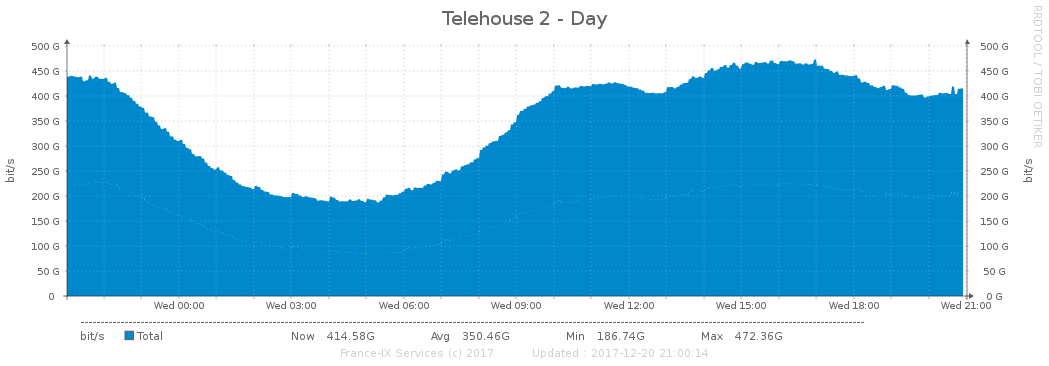 Telehouse 2 - Day
RRDTOOL / TOBI OETIKER
bit/s
500 G
450 G
400 G
350 G
300 G
250 G
200 G
150 G
100 G
50 G
0
500 G
450 G
400 G
350 G
300 G
250 G
200 G
150 G
100 G
50 G
0 G
bit/s
Wed 00:00 Wed 03:00 Wed 06:00 Wed 09:00 Wed 12:00 Wed 15:00 Wed 18:00 Wed 21:00
bit/s Total Now 414.58G Avg 350.46G Min 186.74G Max 472.36G
France-IX Services (c) 2017 Updated : 2017-12-20 21:00:14